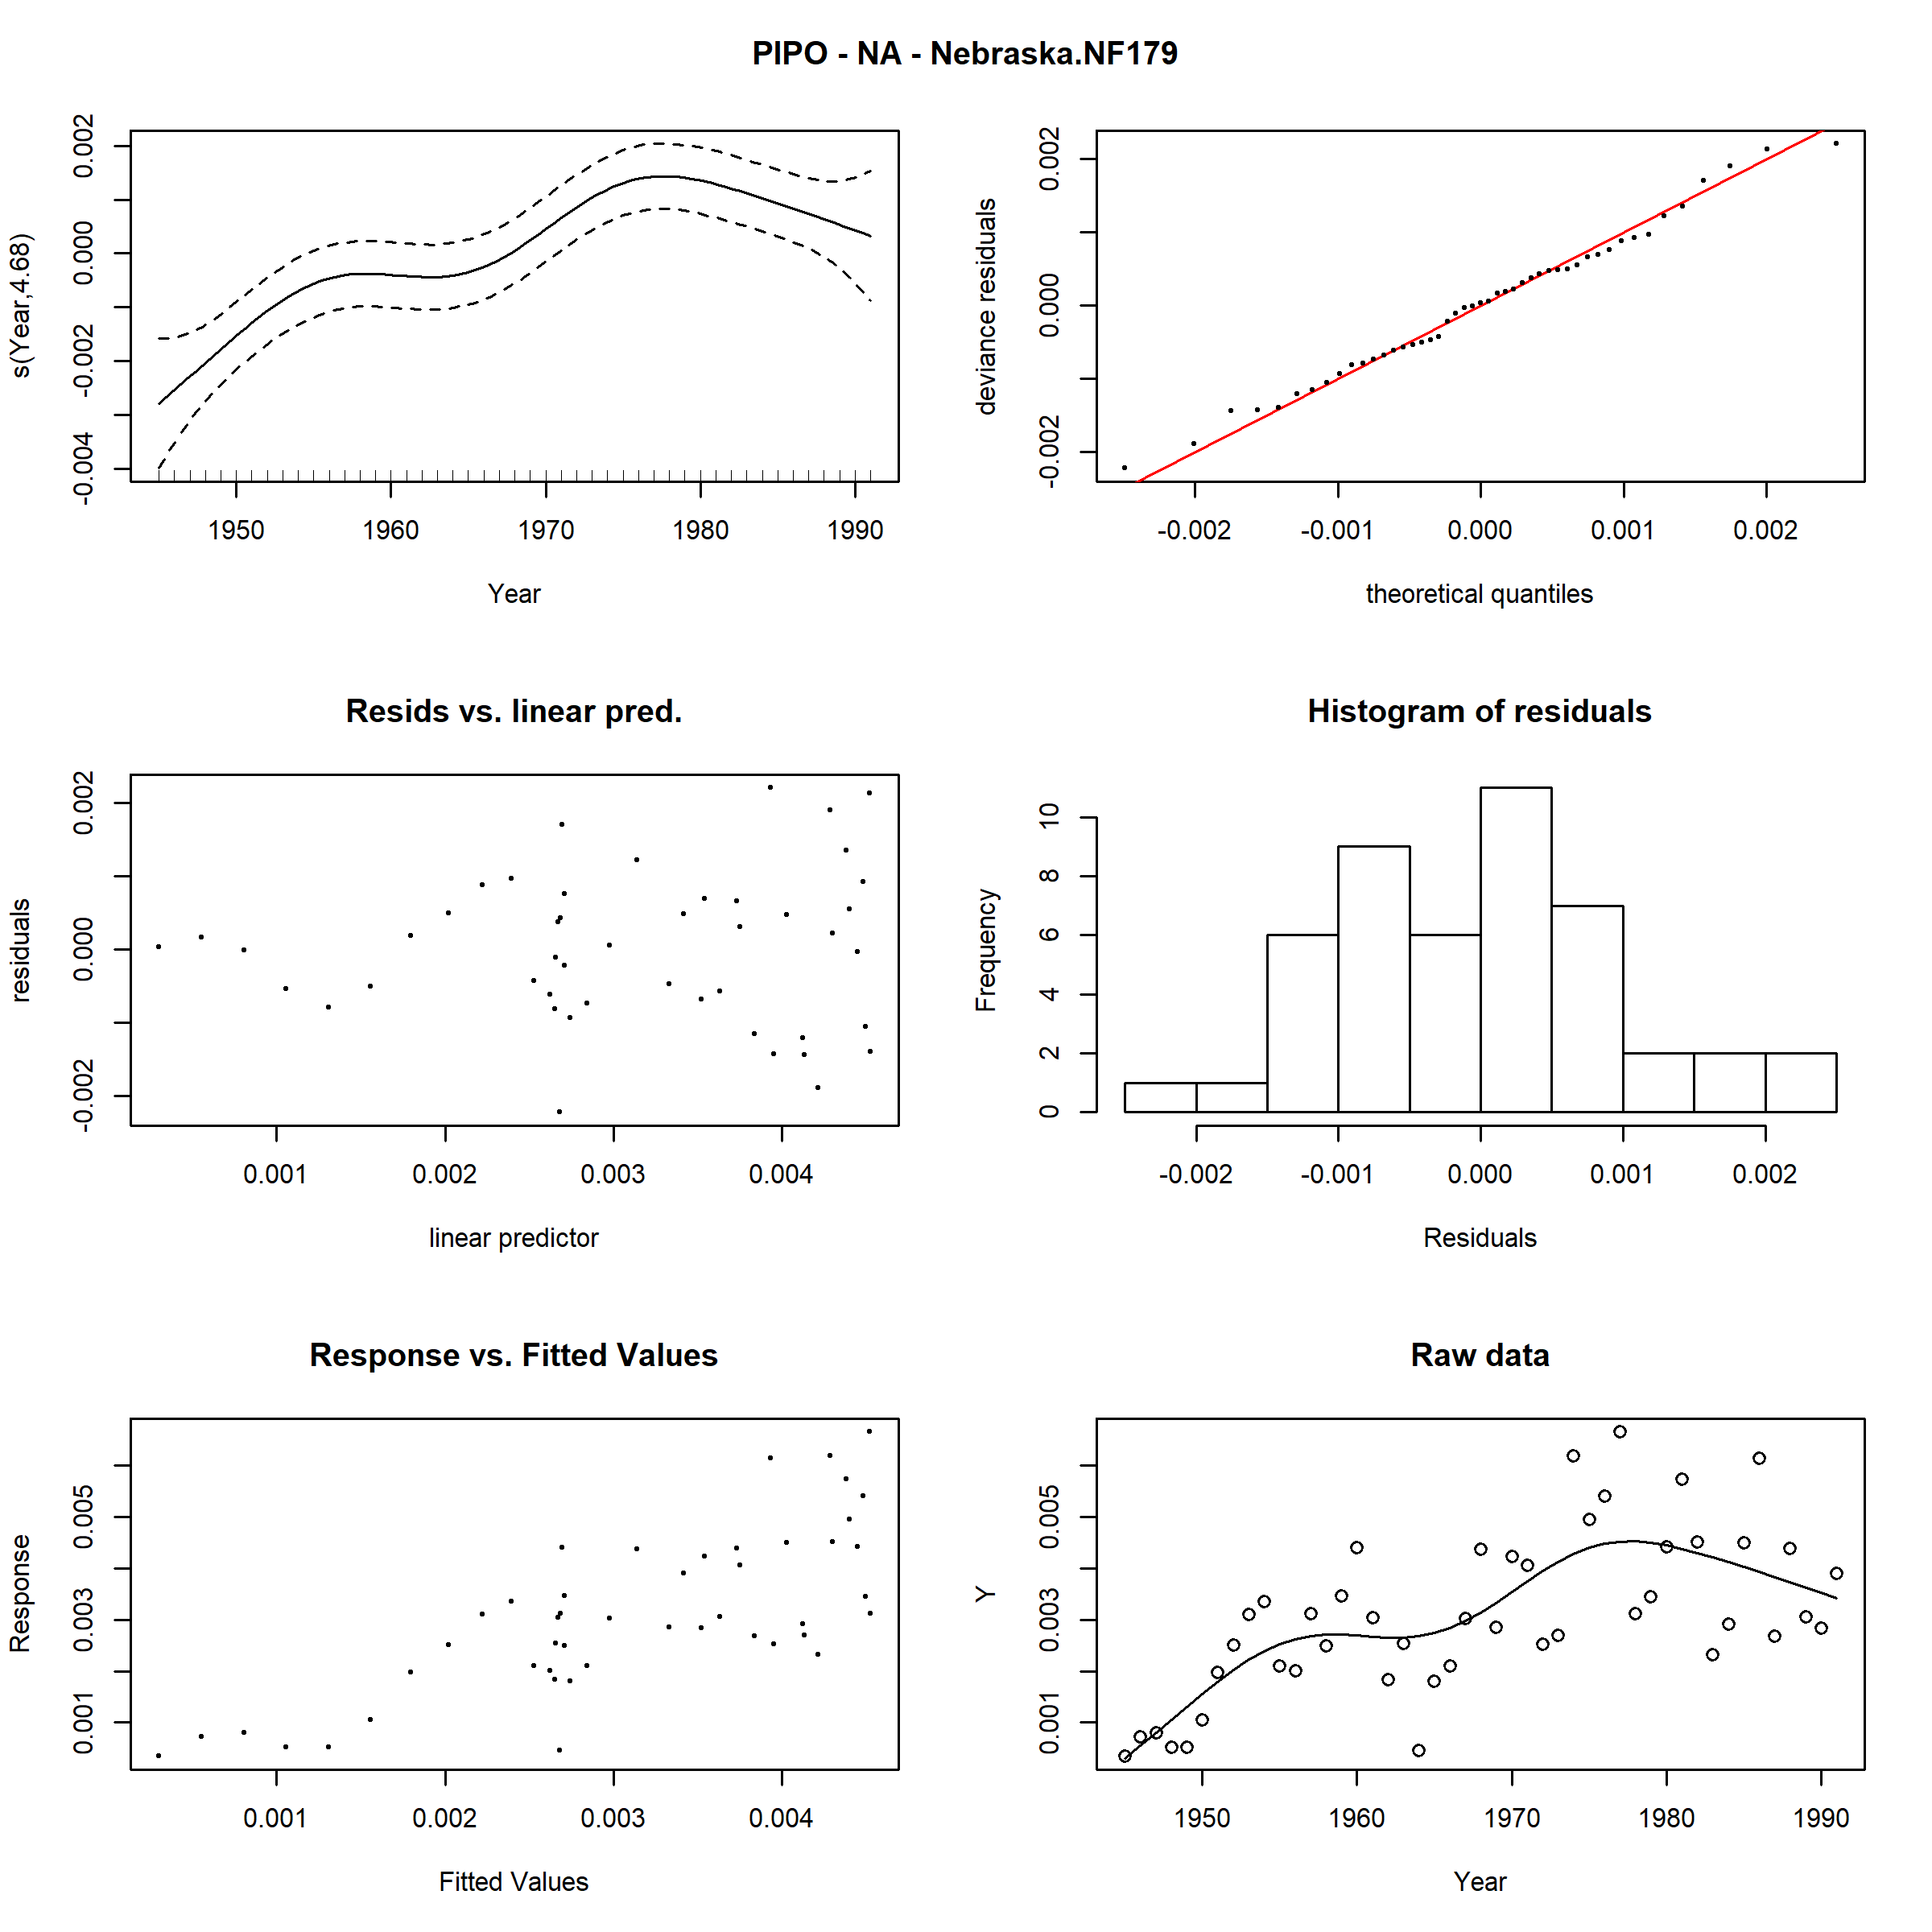 PIPO - NA - Nebraska.NF179
s(Year,4.68)
0.002
0.000
-0.002
-0.004
1950 1960 1970 1980 1990
Year
deviance residuals
0.002
0.000
-0.002
-0.002 -0.001 0.000 0.001 0.002
theoretical quantiles
Resids vs. linear pred.
residuals
0.002
0.000
-0.002
0.001 0.002 0.003 0.004
linear predictor
Histogram of residuals
Frequency
10
8
6
4
2
0
-0.002 -0.001 0.000 0.001 0.002
Residuals
Response vs. Fitted Values
Response
0.005
0.003
0.001
0.001 0.002 0.003 0.004
Fitted Values
Raw data
Y
0.005
0.003
0.001
1950 1960 1970 1980 1990
Year